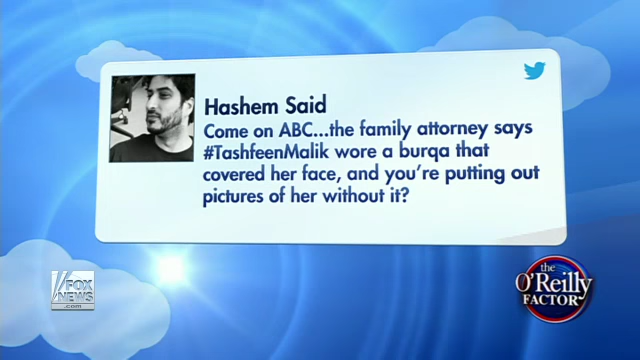 Hashem Said
Come on ABC...the family attorney says
#TashfeenMalik wore a burqa that
covered her face, and you're putting out
pictures of her without it?
FOX
NEWS
.com
the
O'Reilly
FACTOR